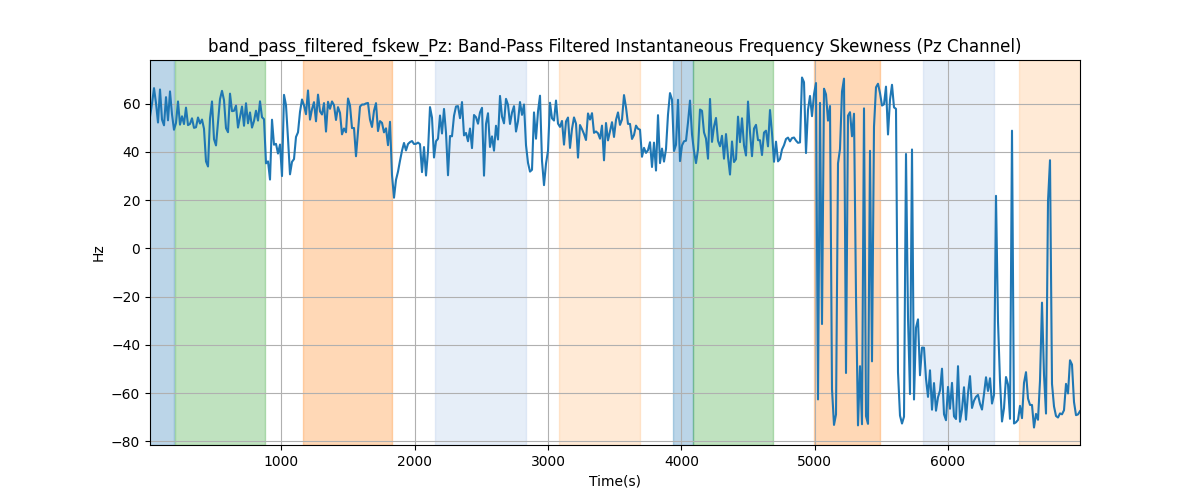 band_pass_filtered_fskew_Pz: Band-Pass Filtered Instantaneous Frequency Skewness (Pz Channel)
60
40
20
0
−20
−40
−60
−80
Hz
1000 2000 3000 4000 5000 6000
Time(s)